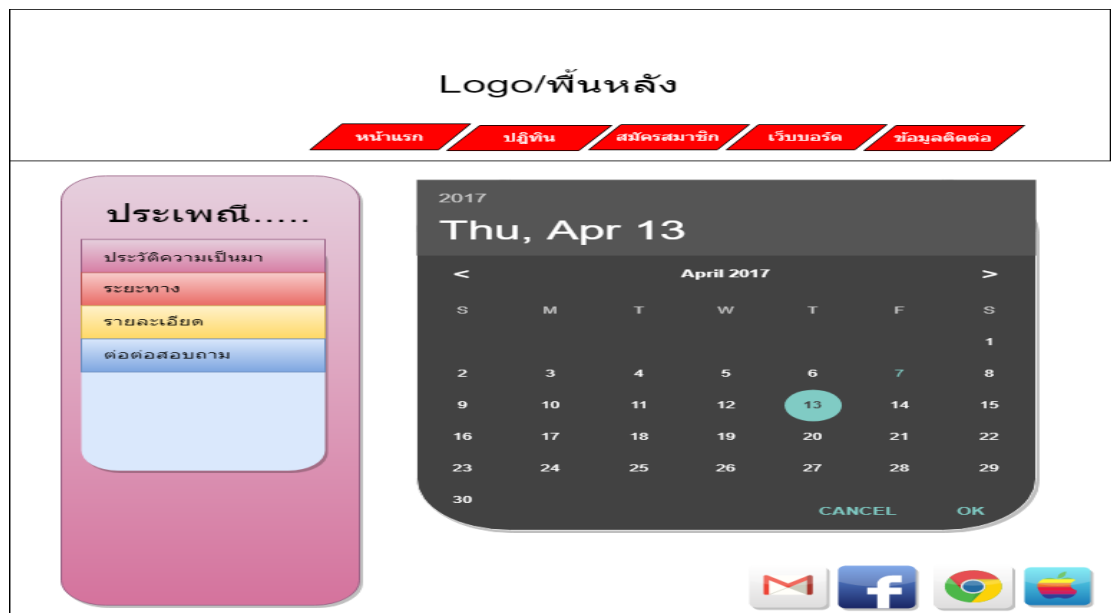 Logo/พื้นหลัง
หน้าแรก ปฏิทิน สมัครสมาชิก เว็บบอร์ด ข้อมูลติดต่อ
ประเพณี.....
ประวัติความเป็นมา
ระยะทาง
รายละเอียด
ต่อต่อสอบถาม
2017
Thu, Apr 13
< April 2017 >
S M T W T F S
1
2 3 4 5 6 7 8
9 10 11 12 13 14 15
16 17 18 19 20 21 22
23 24 25 26 27 28 29
30
CANCEL OK